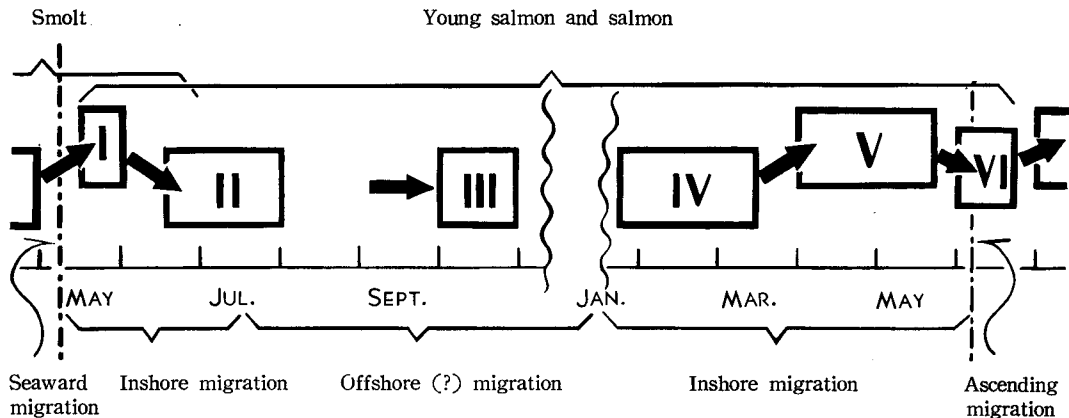 Smolt
Young salmon and salmon
I
II
III
IV
V
VI
MAY JUL. SEPT. JAN. MAR. MAY
Seaward migration
Inshore migration
Offshore (?) migration
Inshore migration
Ascending migration